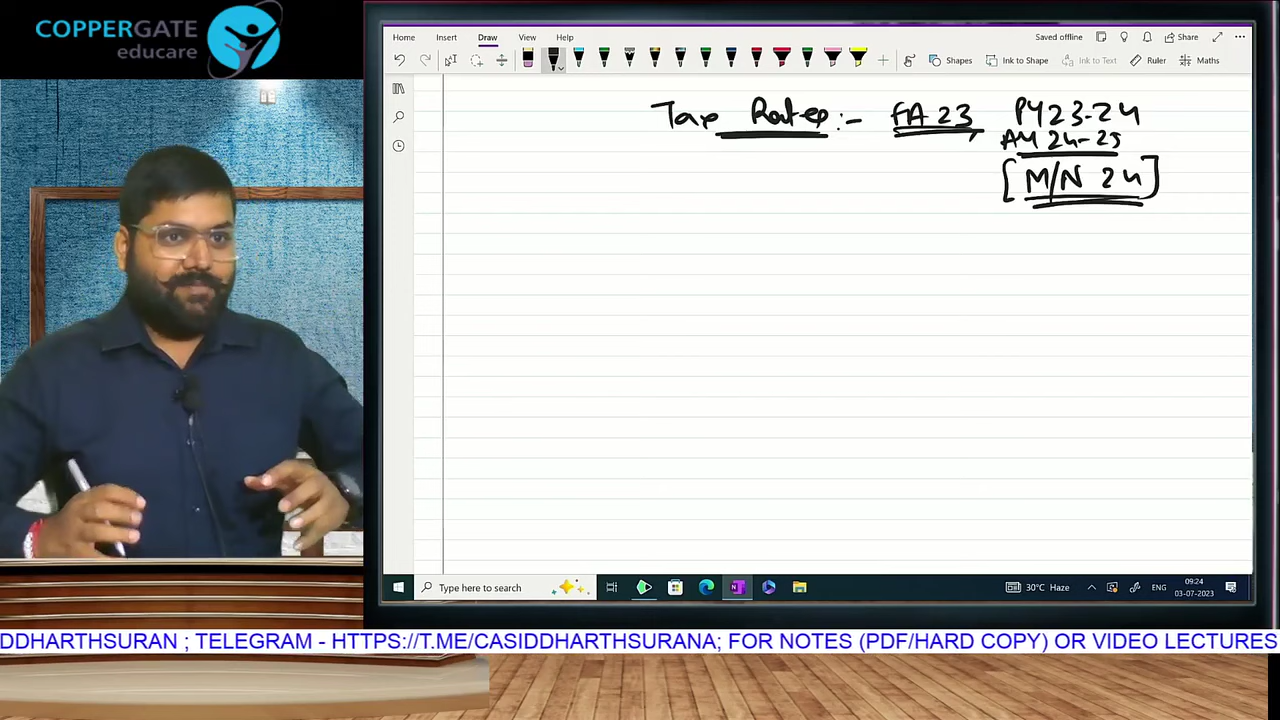 COPPERGATE
educare
Home Insert Draw View Help
Saved offline
Share
Shapes
Ink to Shape
Ink to Text
Ruler
Maths
Tax Rates :- FA 23, PY 23-24
AY 24-25
[M/N 24]
Type here to search
30°C Haze
ENG
09:24
03-07-2023
DDHARTHSURAN ; TELEGRAM - HTTPS://T.ME/CASIDDHARTHSURANA; FOR NOTES (PDF/HARD COPY) OR VIDEO LECTURES